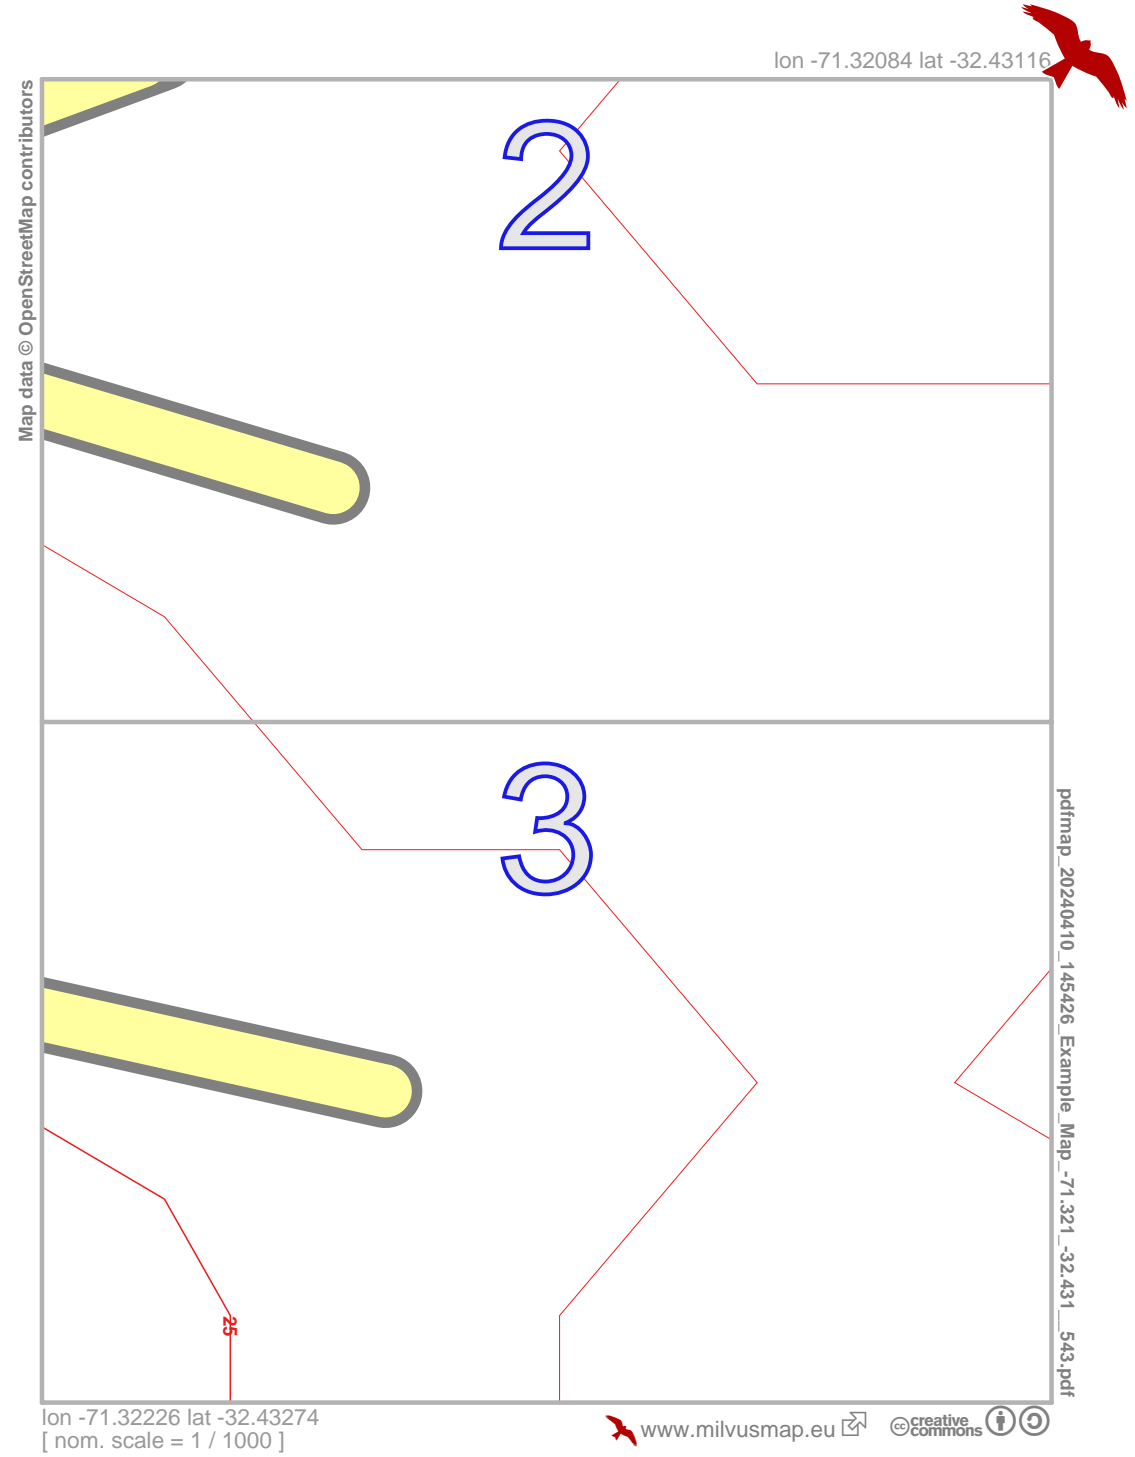 lon -71.32084 lat -32.43116
Map data © OpenStreetMap contributors
2
3
pdfmap_20240410_145426_Example_Map_-71.321_-32.431__543.pdf
25
lon -71.32226 lat -32.43274
[ nom. scale = 1 / 1000 ]
www.milvusmap.eu
cc creative commons